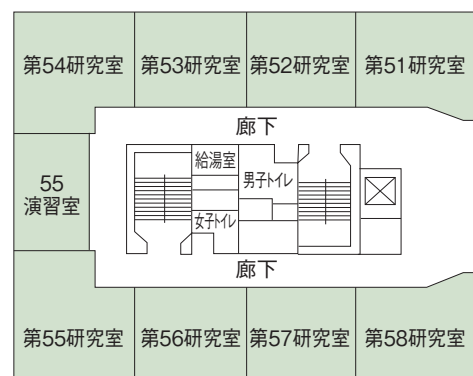 第54研究室 第53研究室 第52研究室 第51研究室
廊下
給湯室
男子トイレ
55
演習室
女子トイレ
廊下
第55研究室 第56研究室 第57研究室 第58研究室